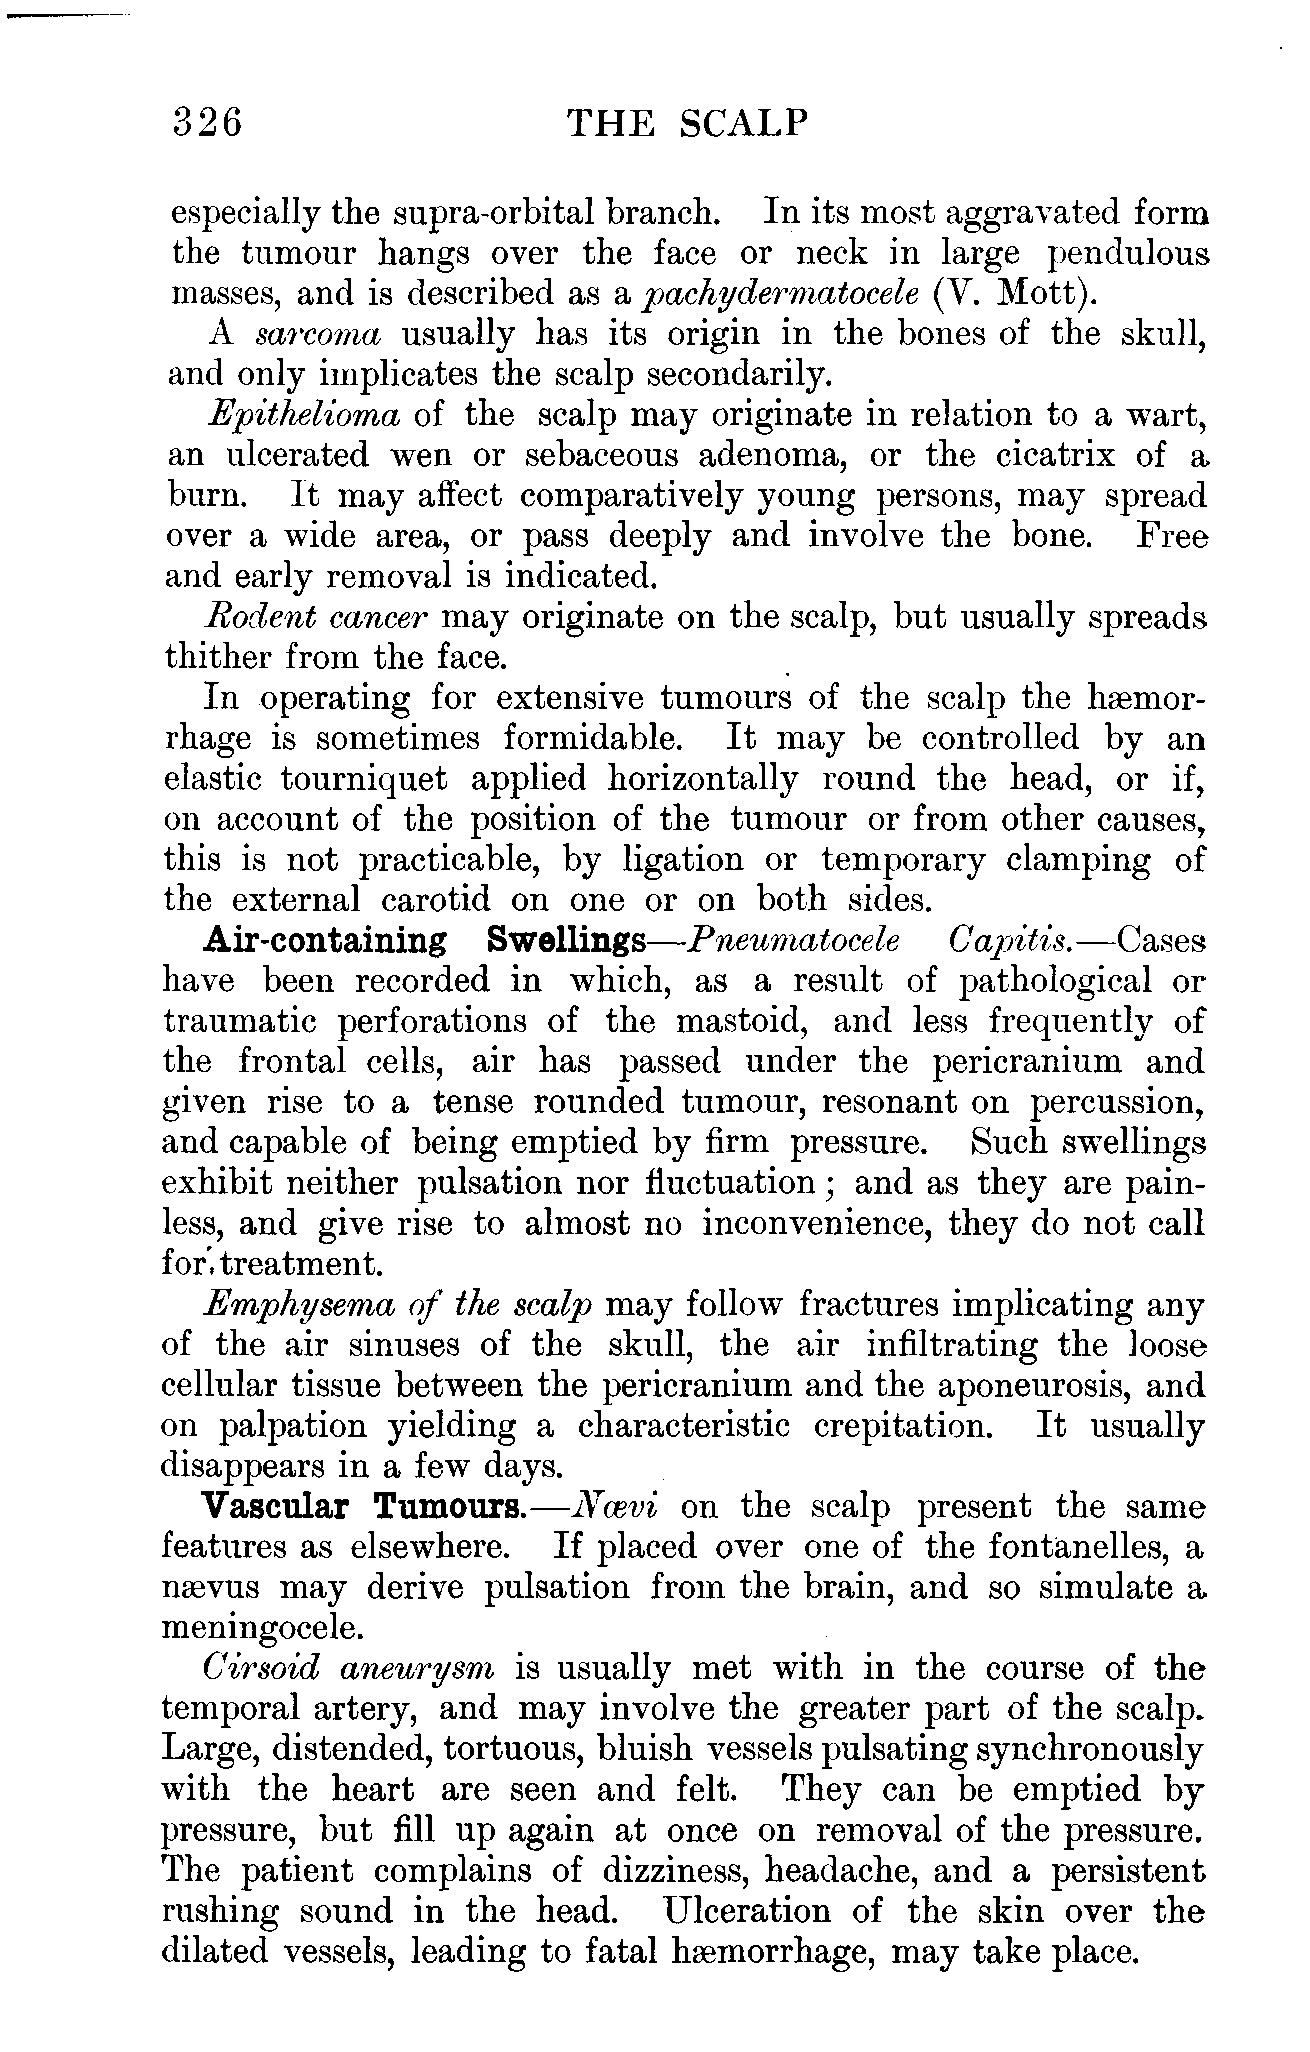 326 THE SCALP
especially the supra-orbital branch. In its most aggravated form
the tumour hangs over the face or neck in large pendulous
masses, and is described as a pachydermatocele (V. Mott).
A sarcoma usually has its origin in the bones of the skull,
and only implicates the scalp secondarily.
Epithelioma of the scalp may originate in relation to a wart,
an ulcerated wen or sebaceous adenoma, or the cicatrix of a
burn. It may affect comparatively young persons, may spread
over a wide area, or pass deeply and involve the bone. Free
and early removal is indicated.
Rodent cancer may originate on the scalp, but usually spreads
thither from the face.
In operating for extensive tumours of the scalp the hæmor-
rhage is sometimes formidable. It may be controlled by an
elastic tourniquet applied horizontally round the head, or if,
on account of the position of the tumour or from other causes,
this is not practicable, by ligation or temporary clamping of
the external carotid on one or on both sides.
Air-containing Swellings—Pneumatocele Capitis.—Cases
have been recorded in which, as a result of pathological or
traumatic perforations of the mastoid, and less frequently of
the frontal cells, air has passed under the pericranium and
given rise to a tense rounded tumour, resonant on percussion,
and capable of being emptied by firm pressure. Such swellings
exhibit neither pulsation nor fluctuation; and as they are pain-
less, and give rise to almost no inconvenience, they do not call
for treatment.
Emphysema of the scalp may follow fractures implicating any
of the air sinuses of the skull, the air infiltrating the loose
cellular tissue between the pericranium and the aponeurosis, and
on palpation yielding a characteristic crepitation. It usually
disappears in a few days.
Vascular Tumours.—Nævi on the scalp present the same
features as elsewhere. If placed over one of the fontanelles, a
nævus may derive pulsation from the brain, and so simulate a
meningocele.
Cirsoid aneurysm is usually met with in the course of the
temporal artery, and may involve the greater part of the scalp.
Large, distended, tortuous, bluish vessels pulsating synchronously
with the heart are seen and felt. They can be emptied by
pressure, but fill up again at once on removal of the pressure.
The patient complains of dizziness, headache, and a persistent
rushing sound in the head. Ulceration of the skin over the
dilated vessels, leading to fatal hæmorrhage, may take place.